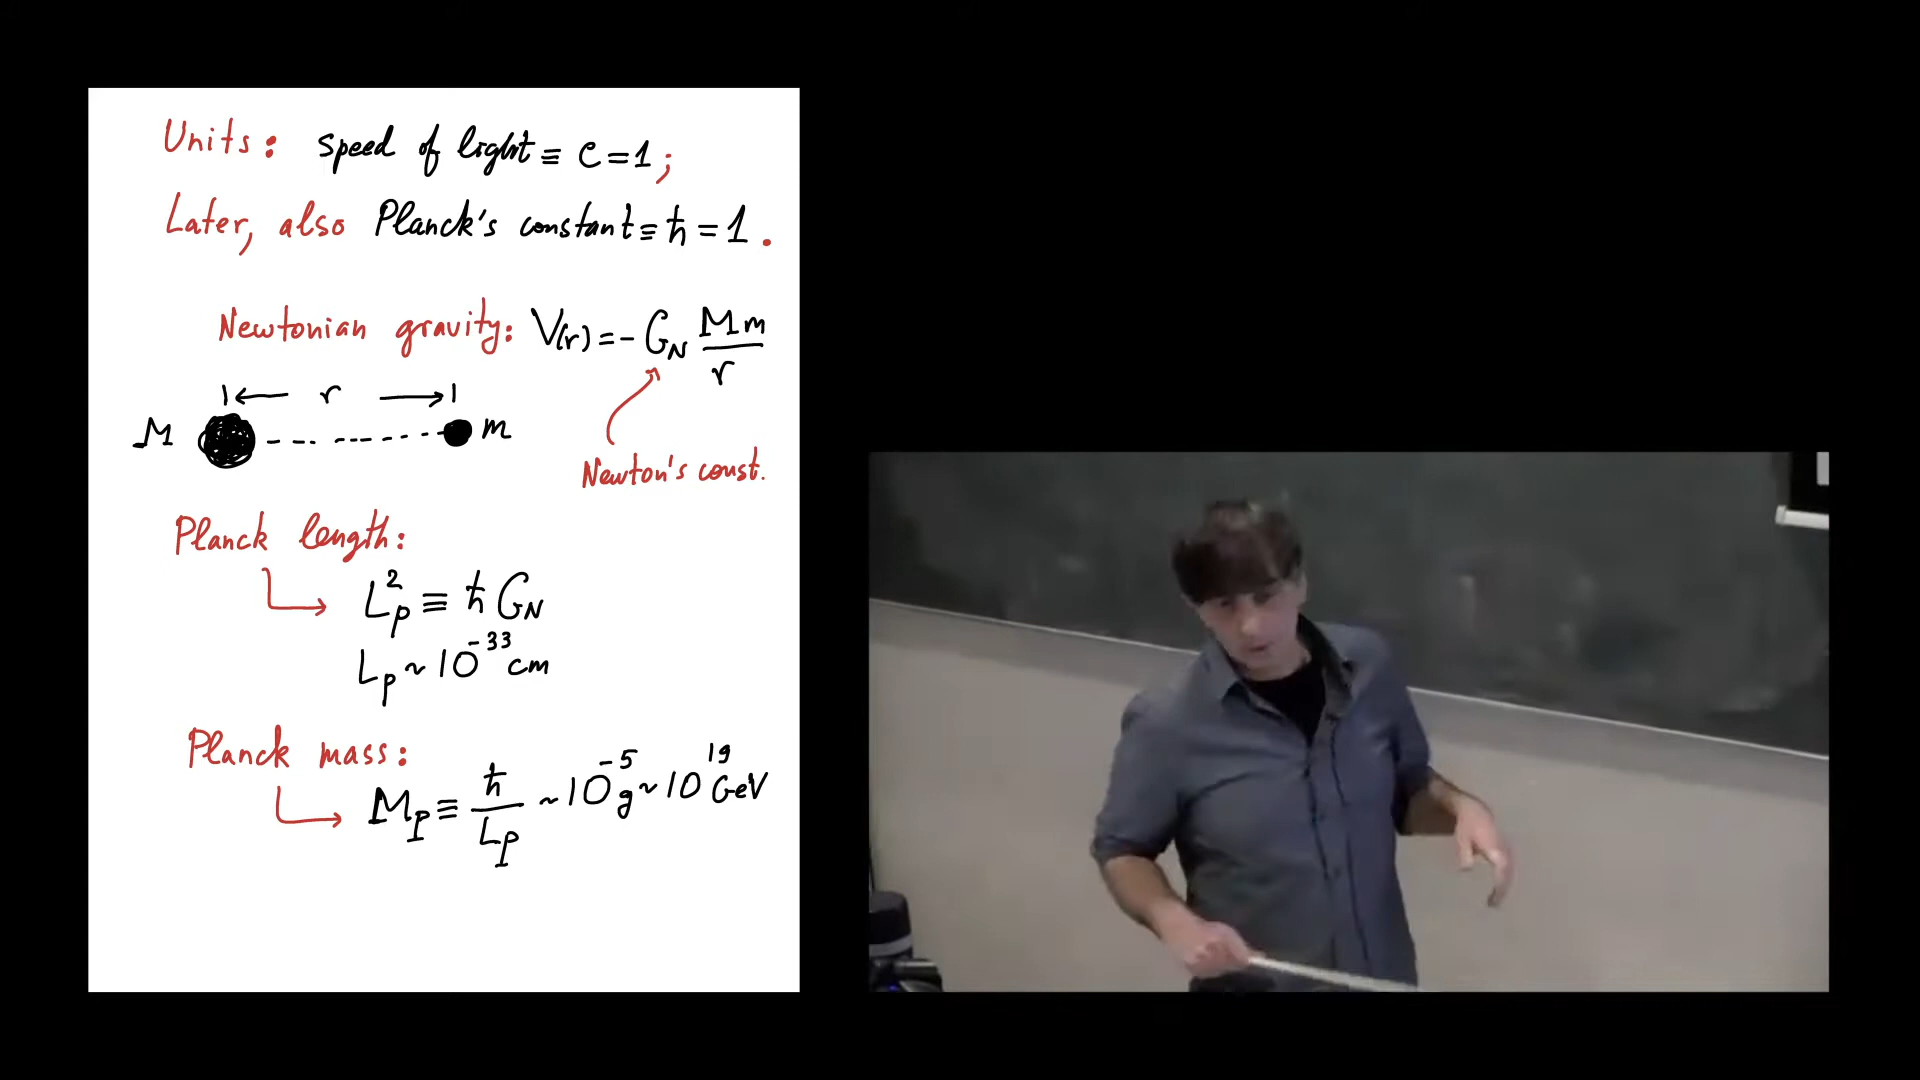 Units: speed of light ≡ c = 1;
Later, also Planck's constant ≡ ħ = 1.
Newtonian gravity: V(r) = - G_N Mm/r
|← r →|
M m
Newton's const.
Planck length:
L_p^2 ≡ ħ G_N
L_p ~ 10^-33 cm
Planck mass:
M_p ≡ ħ/L_p ~ 10^-5 g ~ 10^19 GeV